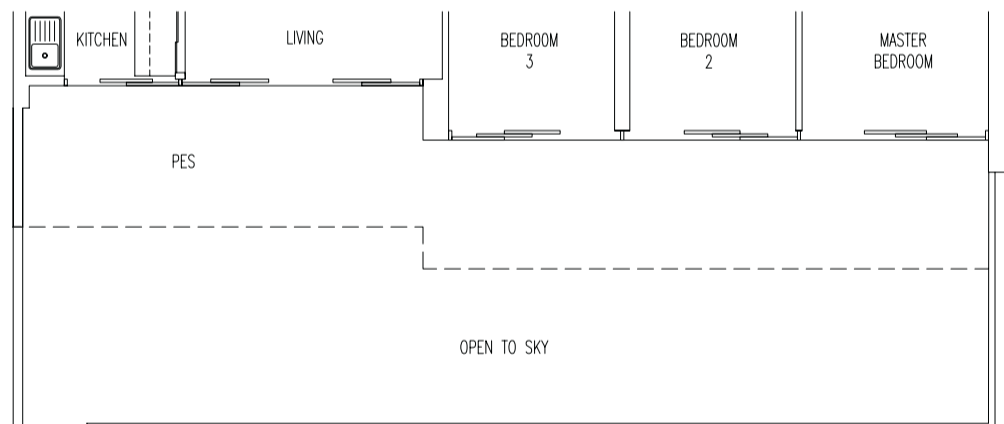 KITCHEN
LIVING
BEDROOM
3
BEDROOM
2
MASTER
BEDROOM
PES
OPEN TO SKY